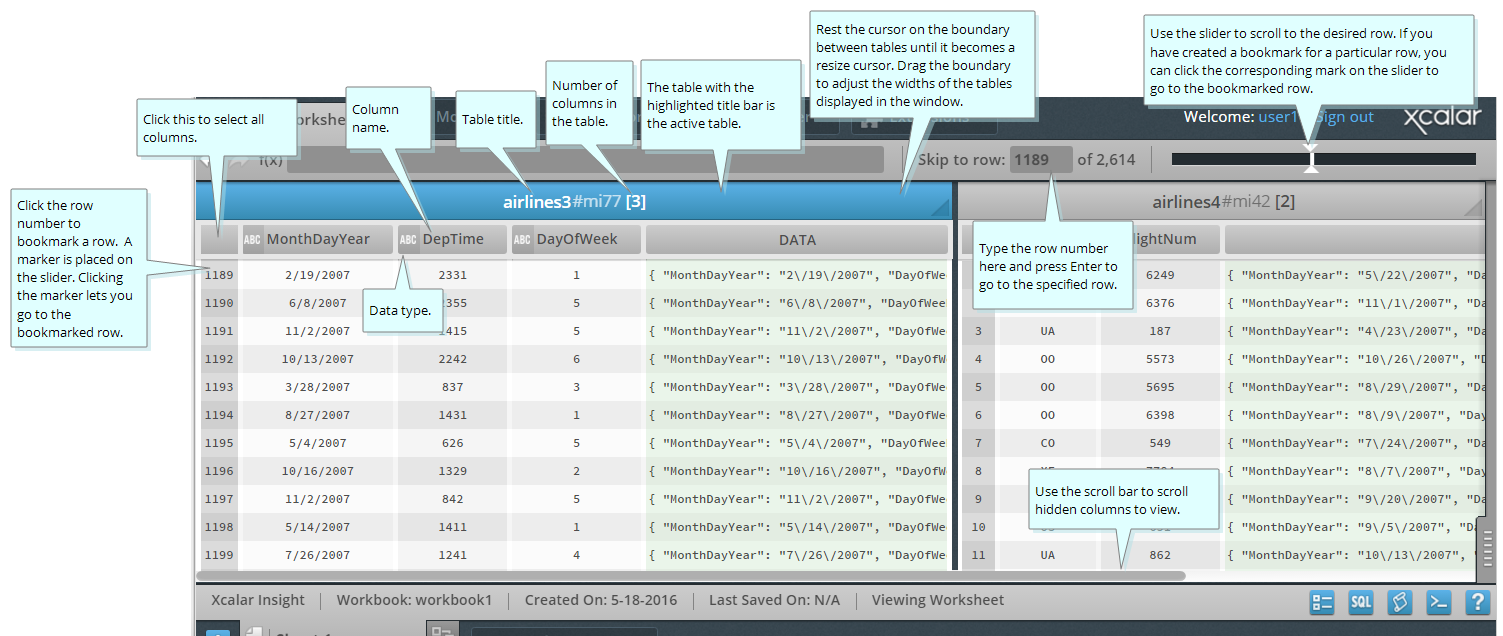 Rest the cursor on the boundary
between tables until it becomes a
resize cursor. Drag the boundary
to adjust the widths of the tables
displayed in the window.
Use the slider to scroll to the desired row. If you
have created a bookmark for a particular row, you
can click the corresponding mark on the slider to
go to the bookmarked row.
Number of
columns in
the table.
The table with the
highlighted title bar is
the active table.
Click this to select all
columns.
Column
name.
Table title.
Welcome: user1 Sign out
xcalar
f(x)
Skip to row: 1189 of 2,614
Click the row
number to
bookmark a row. A
marker is placed on
the slider. Clicking
the marker lets you
go to the
bookmarked row.
airlines3#mi77 [3]
airlines4#mi42 [2]
ABC MonthDayYear ABC DepTime ABC DayOfWeek DATA
Type the row number
here and press Enter to
go to the specified row.
Data type.
1189 2/19/2007 2331 1 { "MonthDayYear": "2\/19\/2007", "DayOfWe 6249 { "MonthDayYear": "5\/22\/2007", "Da
1190 6/8/2007 2355 5 { "MonthDayYear": "6\/8\/2007", "DayOfWee 6376 { "MonthDayYear": "11\/1\/2007", "Da
1191 11/2/2007 1415 5 { "MonthDayYear": "11\/2\/2007", "DayOfWe 3 UA 187 { "MonthDayYear": "4\/23\/2007", "Da
1192 10/13/2007 2242 6 { "MonthDayYear": "10\/13\/2007", "DayOfW 4 OO 5573 { "MonthDayYear": "10\/26\/2007", "D
1193 3/28/2007 837 3 { "MonthDayYear": "3\/28\/2007", "DayOfWe 5 OO 5695 { "MonthDayYear": "8\/29\/2007", "Da
1194 8/27/2007 1431 1 { "MonthDayYear": "8\/27\/2007", "DayOfWe 6 OO 6398 { "MonthDayYear": "8\/9\/2007", "Day
1195 5/4/2007 626 5 { "MonthDayYear": "5\/4\/2007", "DayOfWee 7 CO 549 { "MonthDayYear": "7\/24\/2007", "Da
1196 10/16/2007 1329 2 { "MonthDayYear": "10\/16\/2007", "DayOfW 8 { "MonthDayYear": "8\/7\/2007", "Day
1197 11/2/2007 842 5 { "MonthDayYear": "11\/2\/2007", "DayOfWe 9 { "MonthDayYear": "9\/20\/2007", "Da
1198 5/14/2007 1411 1 { "MonthDayYear": "5\/14\/2007", "DayOfWe 10 { "MonthDayYear": "9\/5\/2007", "Da
1199 7/26/2007 1241 4 { "MonthDayYear": "7\/26\/2007", "DayOfWe 11 UA 862 { "MonthDayYear": "10\/13\/2007",
Use the scroll bar to scroll
hidden columns to view.
Xcalar Insight Workbook: workbook1 Created On: 5-18-2016 Last Saved On: N/A Viewing Worksheet
SQL